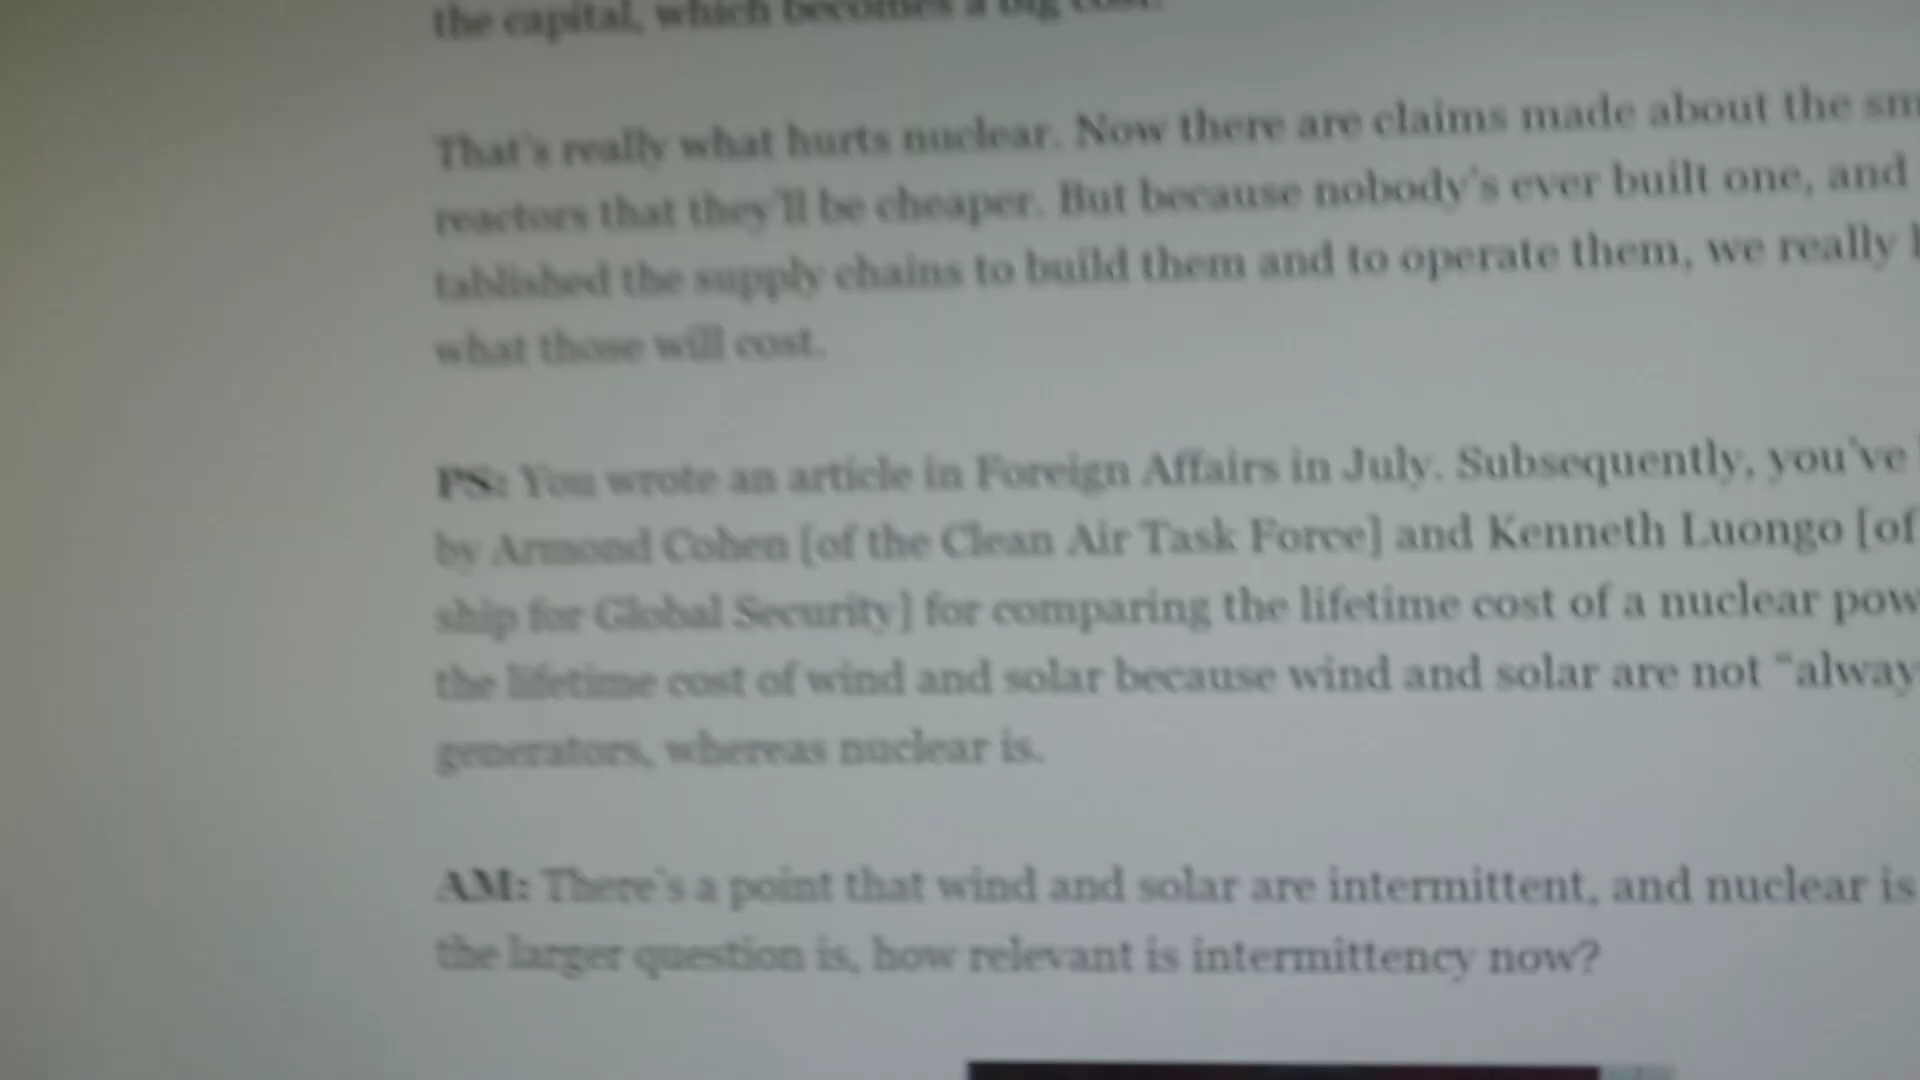 the capital, which becomes a big cost.
That's really what hurts nuclear. Now there are claims made about the sm
reactors that they'll be cheaper. But because nobody's ever built one, and
tablished the supply chains to build them and to operate them, we really
what those will cost.
PS: You wrote an article in Foreign Affairs in July. Subsequently, you've
by Armond Cohen [of the Clean Air Task Force] and Kenneth Luongo [of
ship for Global Security] for comparing the lifetime cost of a nuclear pow
the lifetime cost of wind and solar because wind and solar are not "alway
generators, whereas nuclear is.
AM: There's a point that wind and solar are intermittent, and nuclear is
the larger question is, how relevant is intermittency now?